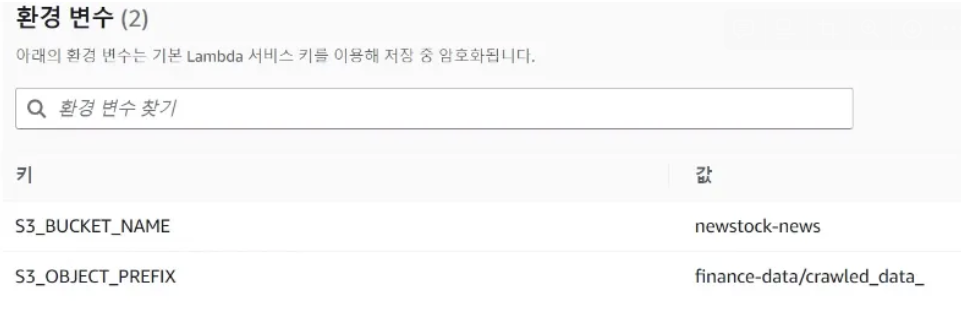 환경 변수 (2)
아래의 환경 변수는 기본 Lambda 서비스 키를 이용해 저장 중 암호화됩니다.
환경 변수 찾기
키 값
S3_BUCKET_NAME newstock-news
S3_OBJECT_PREFIX finance-data/crawled_data_